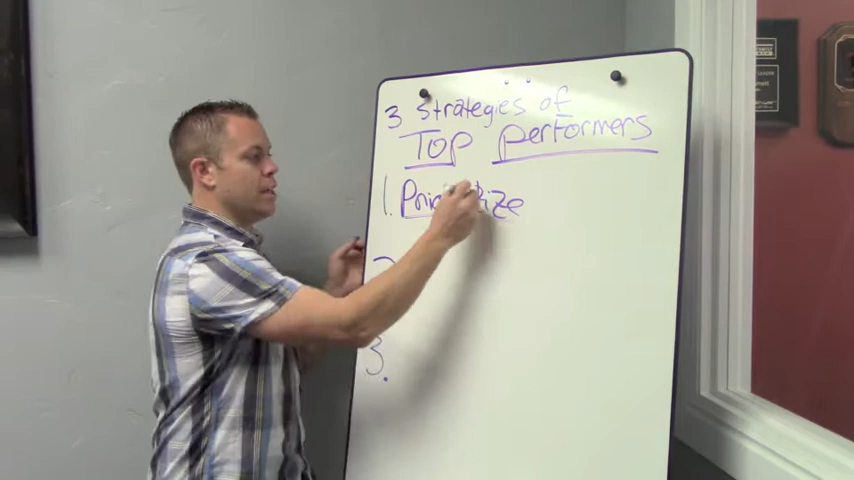 3 strategies of
TOP performers
1.
3.